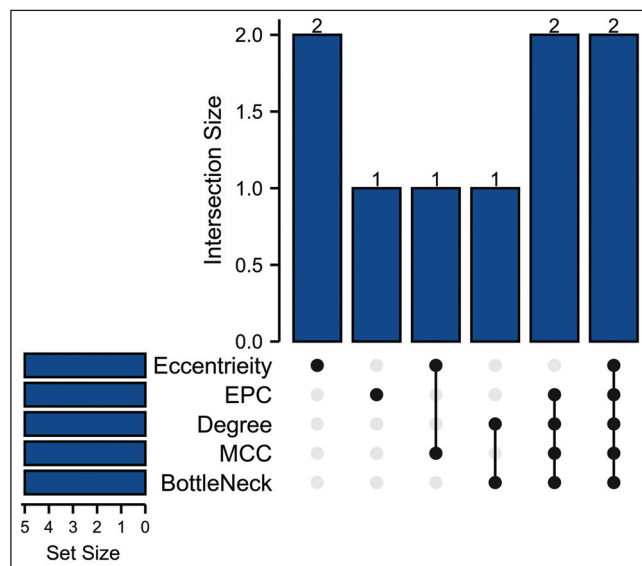 2 2 2
2.0
1.5
1 1 1
1.0
0.5
0.0
Intersection Size
Eccentrieity
EPC
Degree
MCC
BottleNeck
5 4 3 2 1 0
Set Size